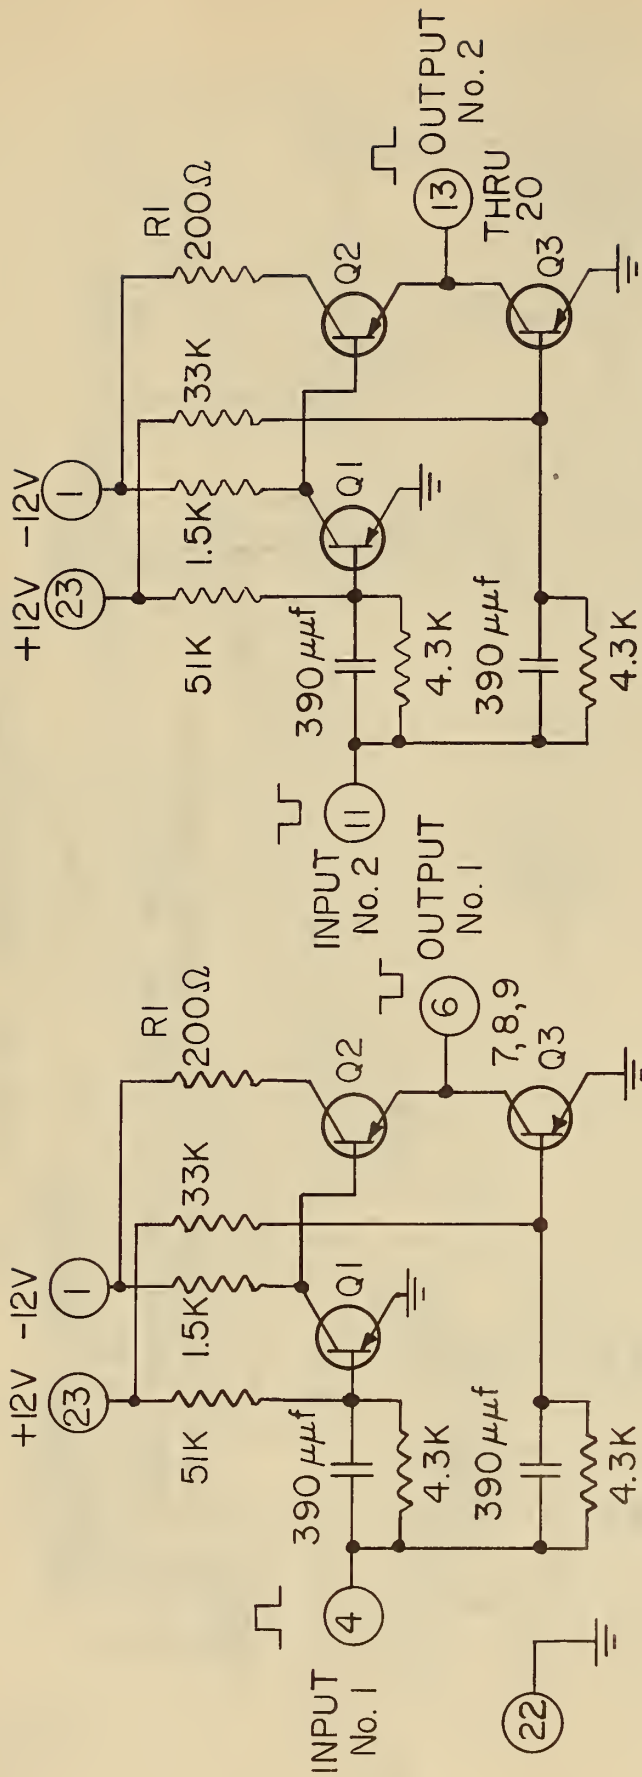 +12V -12V
23 1
R1
200Ω
51K 1.5K 33K
INPUT
No. 1
4
390 μμf
4.3K
Q1
Q2
OUTPUT
No. 1
6
7,8,9
Q3
390 μμf
4.3K
22
+12V -12V
23 1
R1
200Ω
51K 1.5K 33K
INPUT
No. 2
11
390 μμf
4.3K
Q1
Q2
13
OUTPUT
No. 2
THRU
20
Q3
390 μμf
4.3K